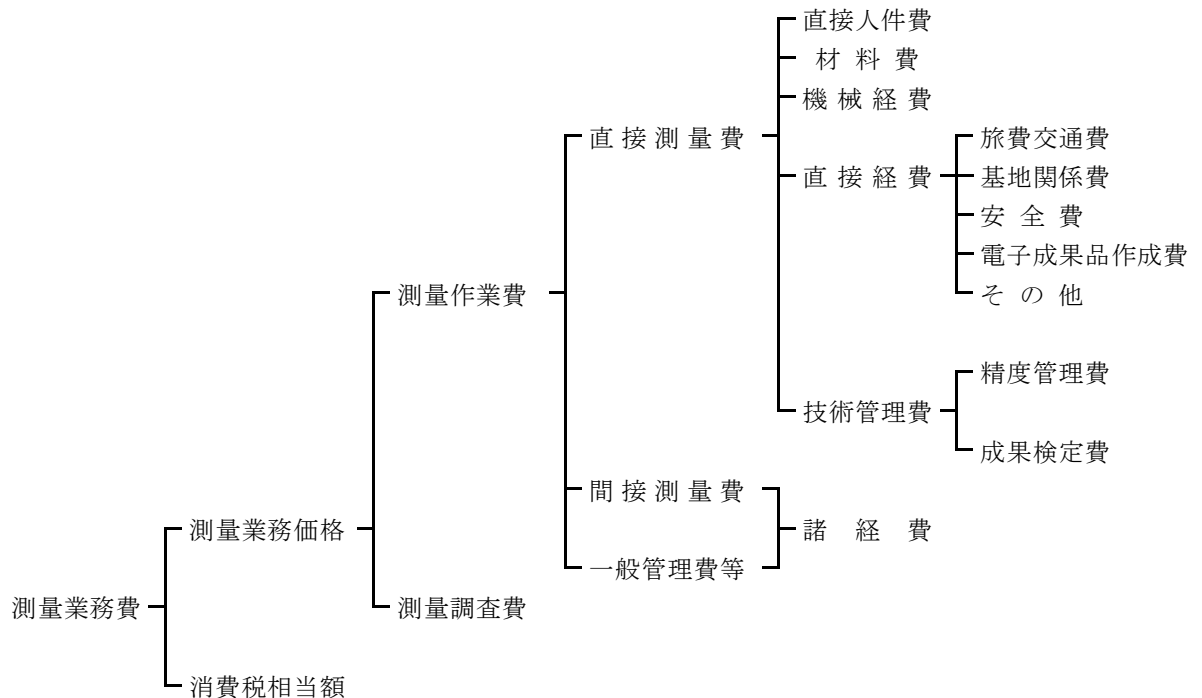 直接人件費
材料費
機械経費
直接測量費
旅費交通費
直接経費
基地関係費
安全費
電子成果品作成費
測量作業費
その他
精度管理費
技術管理費
成果検定費
間接測量費
測量業務価格
諸経費
一般管理費等
測量業務費
測量調査費
消費税相当額